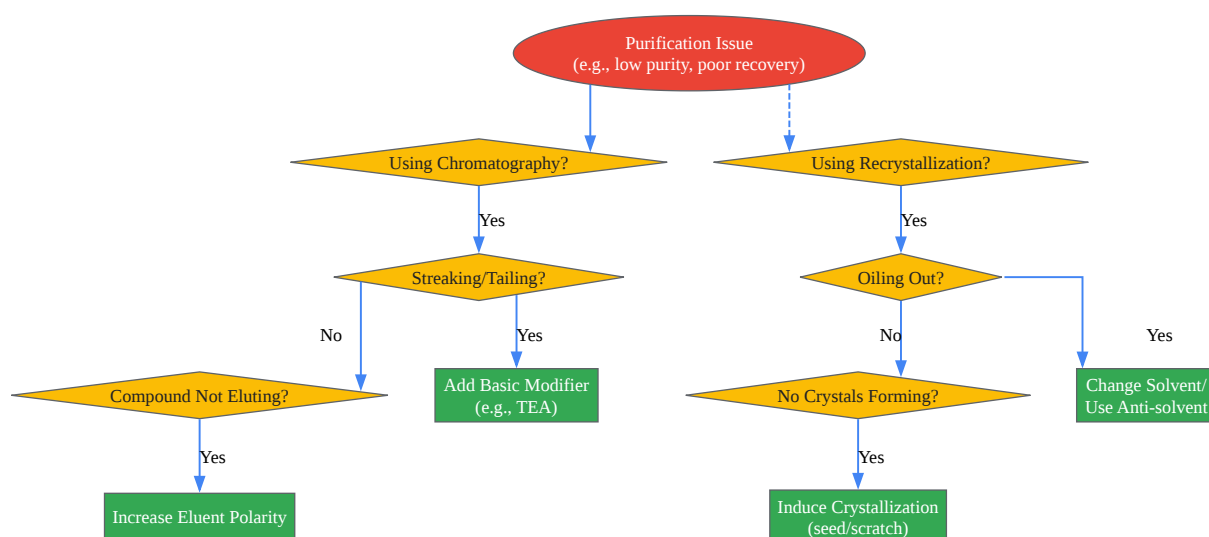 Purification Issue
(e.g., low purity, poor recovery)
Using Chromatography?
Using Recrystallization?
Yes
Yes
Streaking/Tailing?
Oiling Out?
No
Yes
No
Yes
Compound Not Eluting?
Add Basic Modifier
(e.g., TEA)
No Crystals Forming?
Change Solvent/
Use Anti-solvent
Yes
Yes
Increase Eluent Polarity
Induce Crystallization
(seed/scratch)